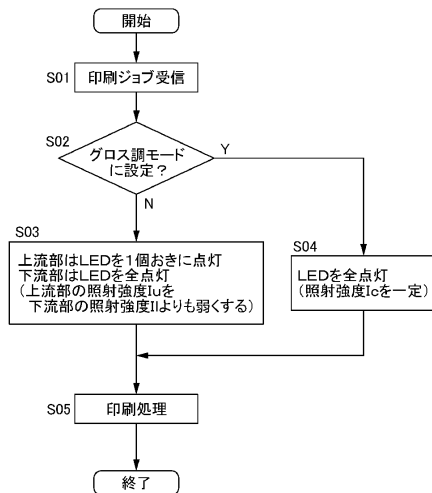 開始
S01
印刷ジョブ受信
S02
グロス調モード
に設定？
Y
N
S03
上流部はLEDを1個おきに点灯
下流部はLEDを全点灯
(上流部の照射強度Iuを
下流部の照射強度Ilよりも弱くする)
S04
LEDを全点灯
(照射強度Icを一定)
S05
印刷処理
終了